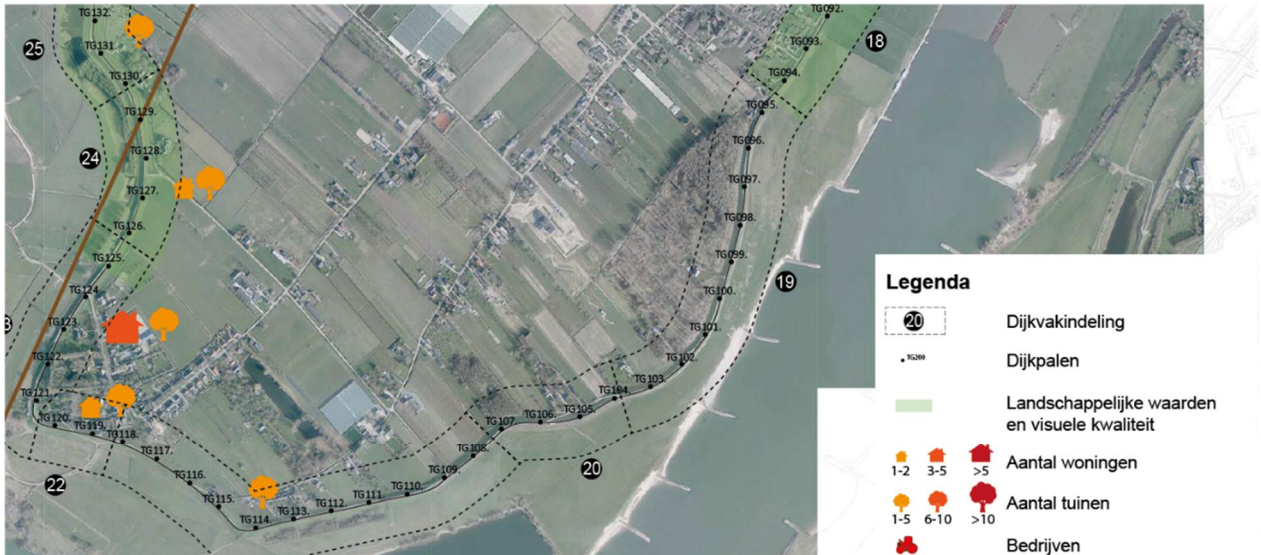 TG132.
25
TG131.
TG130.
TG129.
24
TG128.
TG127.
TG126.
TG125.
TG124.
TG123.
3
TG122.
TG121.
TG120.
TG119.
TG118.
22
TG117.
TG116.
TG115.
TG114.
TG113.
TG112.
TG111.
TG110.
TG109.
TG108.
TG107.
TG106.
TG105.
20
TG104.
TG103.
TG102.
TG101.
TG100.
19
TG099.
TG098.
TG097.
TG096.
TG095.
TG094.
18
TG093.
TG092.
Legenda
20 Dijkvakindeling
TG200 Dijkpalen
Landschappelijke waarden
en visuele kwaliteit
1-2 3-5 >5 Aantal woningen
1-5 6-10 >10 Aantal tuinen
Bedrijven